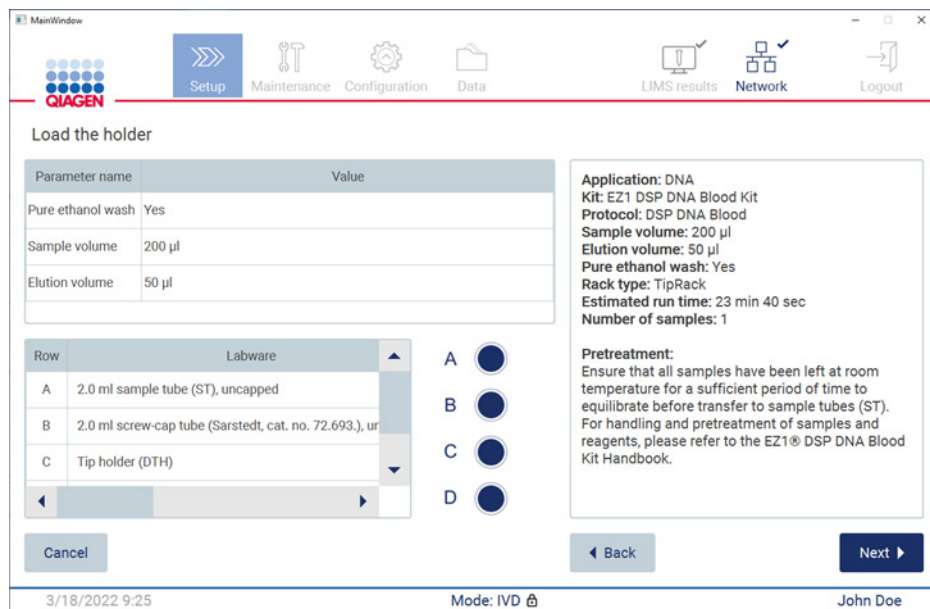 MainWindow
QIAGEN
Setup
Maintenance
Configuration
Data
LIMS results
Network
Logout
Load the holder
Parameter name Value
Pure ethanol wash Yes
Sample volume 200 µl
Elution volume 50 µl
Row Labware
A 2.0 ml sample tube (ST), uncapped
B 2.0 ml screw-cap tube (Sarstedt, cat. no. 72.693.), ur
C Tip holder (DTH)
A
B
C
D
Application: DNA
Kit: EZ1 DSP DNA Blood Kit
Protocol: DSP DNA Blood
Sample volume: 200 µl
Elution volume: 50 µl
Pure ethanol wash: Yes
Rack type: TipRack
Estimated run time: 23 min 40 sec
Number of samples: 1
Pretreatment:
Ensure that all samples have been left at room
temperature for a sufficient period of time to
equilibrate before transfer to sample tubes (ST).
For handling and pretreatment of samples and
reagents, please refer to the EZ1® DSP DNA Blood
Kit Handbook.
Cancel
Back
Next
3/18/2022 9:25
Mode: IVD
John Doe